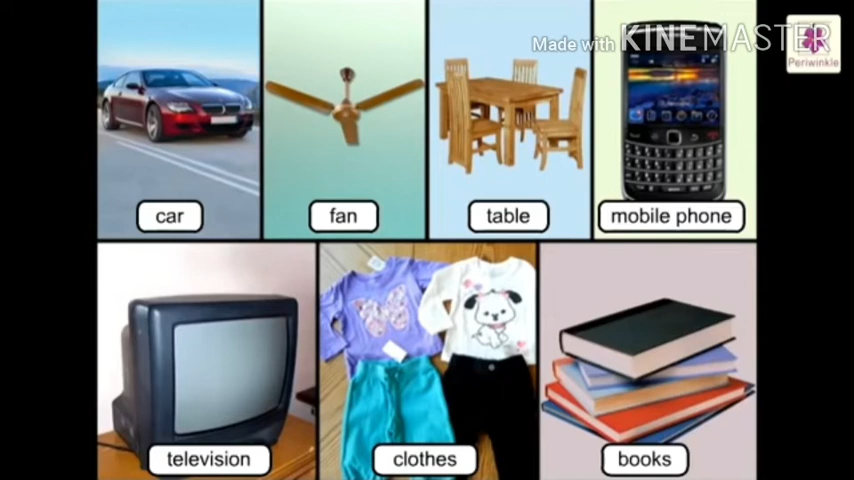 Made with KINEMASTER
Periwinkle
car
fan
table
mobile phone
television
clothes
books